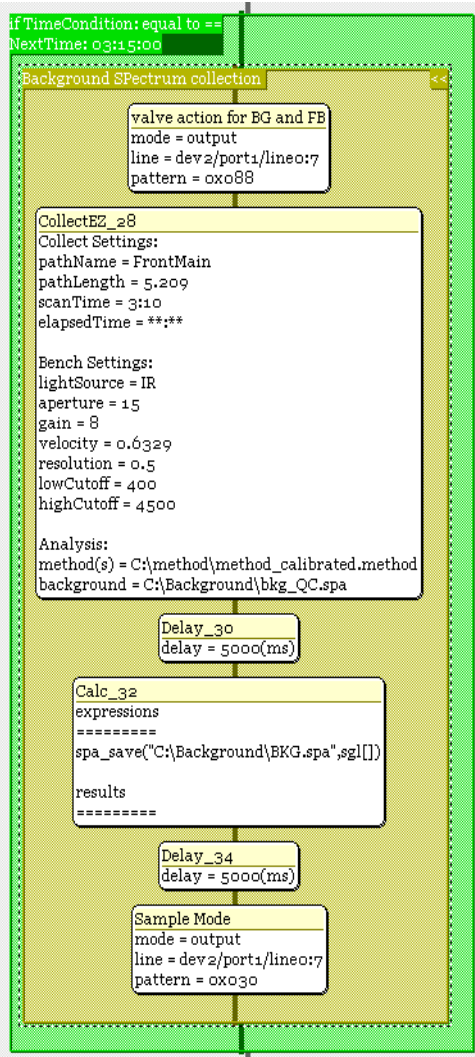 if TimeCondition: equal to ==
NextTime: 03:15:00
Background SPectrum collection <<
valve action for BG and FB
mode = output
line = dev2/port1/line0:7
pattern = 0x088
CollectEZ_28
Collect Settings:
pathName = FrontMain
pathLength = 5.209
scanTime = 3:10
elapsedTime = **:**
Bench Settings:
lightSource = IR
aperture = 15
gain = 8
velocity = 0.6329
resolution = 0.5
lowCutoff = 400
highCutoff = 4500
Analysis:
method(s) = C:\method\method_calibrated.method
background = C:\Background\bkg_QC.spa
Delay_30
delay = 5000(ms)
Calc_32
expressions
=========
spa_save("C:\Background\BKG.spa",sgl[])
results
=========
Delay_34
delay = 5000(ms)
Sample Mode
mode = output
line = dev2/port1/line0:7
pattern = 0x030